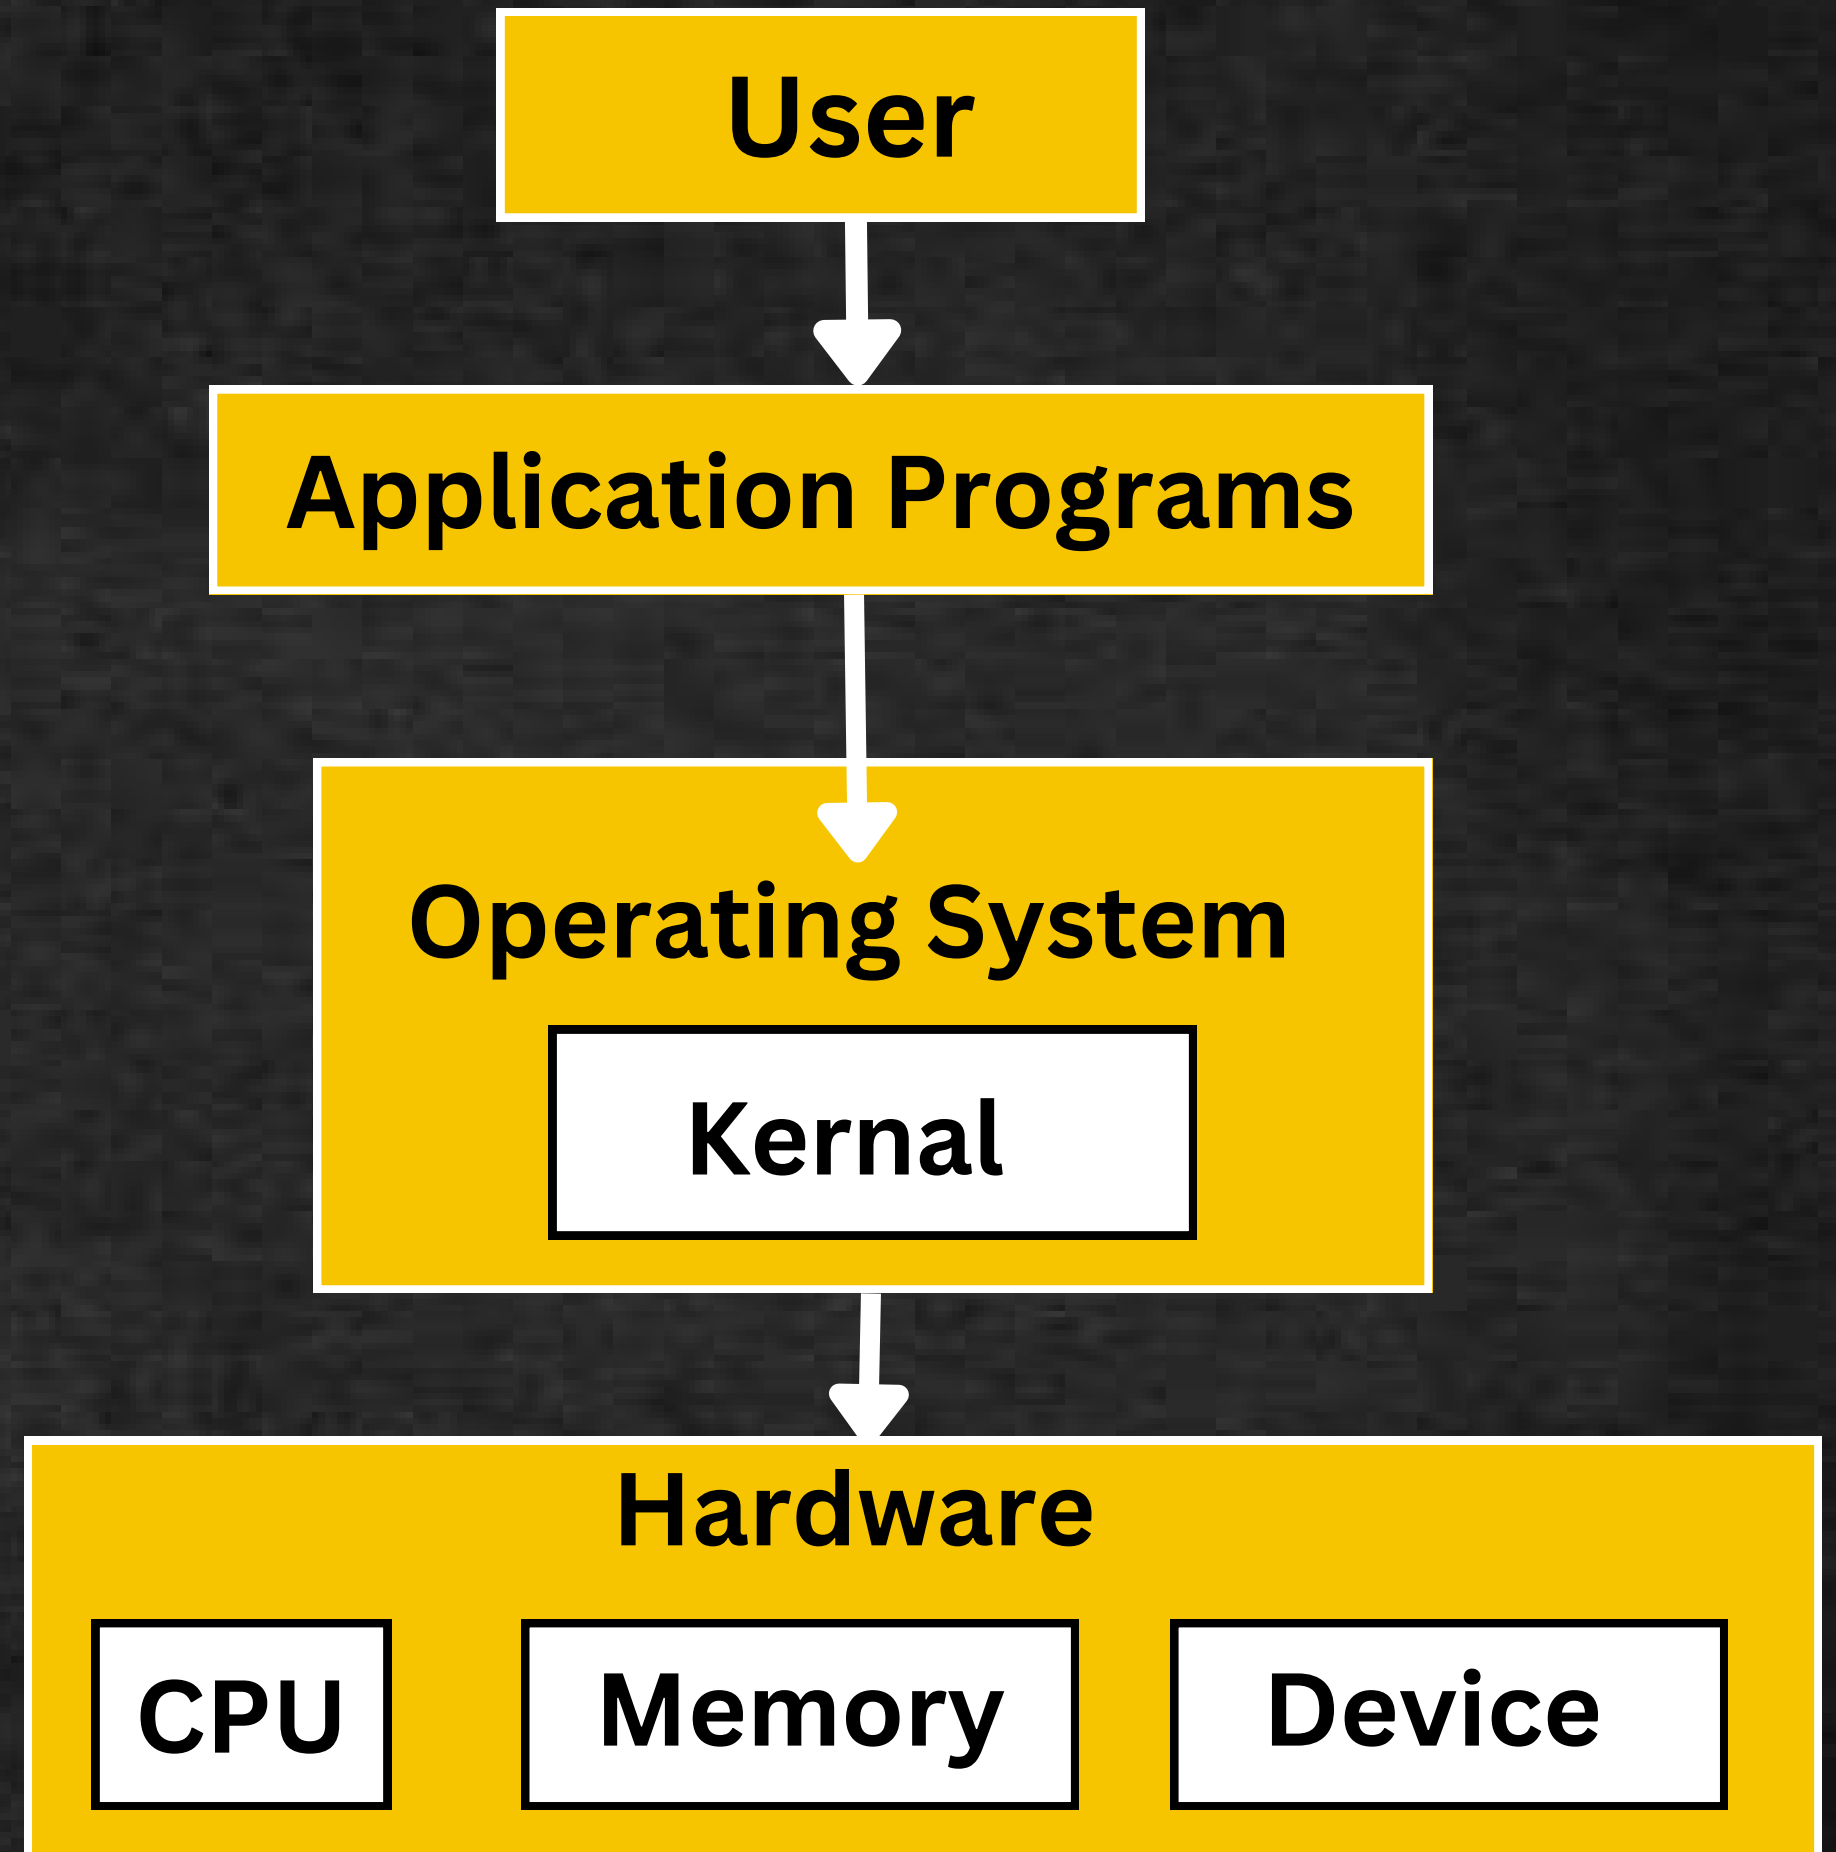 User
Application Programs
Operating System
Kernal
Hardware
CPU
Memory
Device